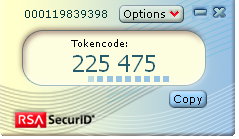 000119839398 Options
Tokencode:
225 475
Copy
RSA SecurID®